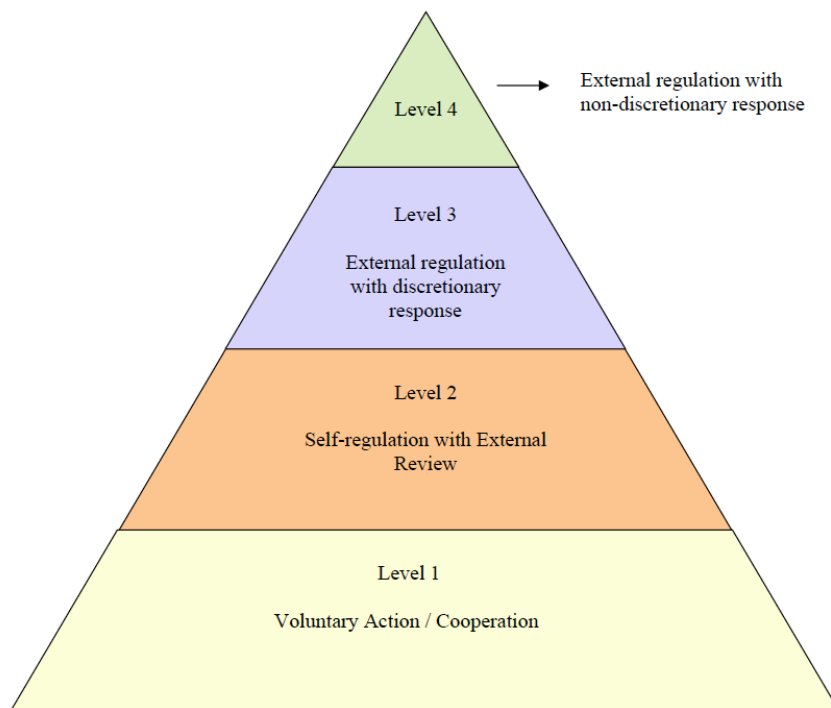 Level 4
External regulation with
non-discretionary response
Level 3
External regulation
with discretionary
response
Level 2
Self-regulation with External
Review
Level 1
Voluntary Action / Cooperation